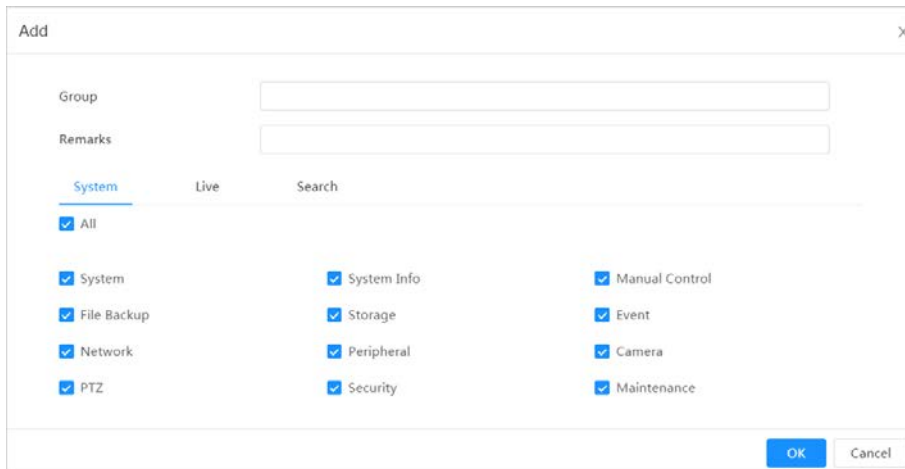 Add
Group
Remarks
System Live Search
All
System System Info Manual Control
File Backup Storage Event
Network Peripheral Camera
PTZ Security Maintenance
OK Cancel